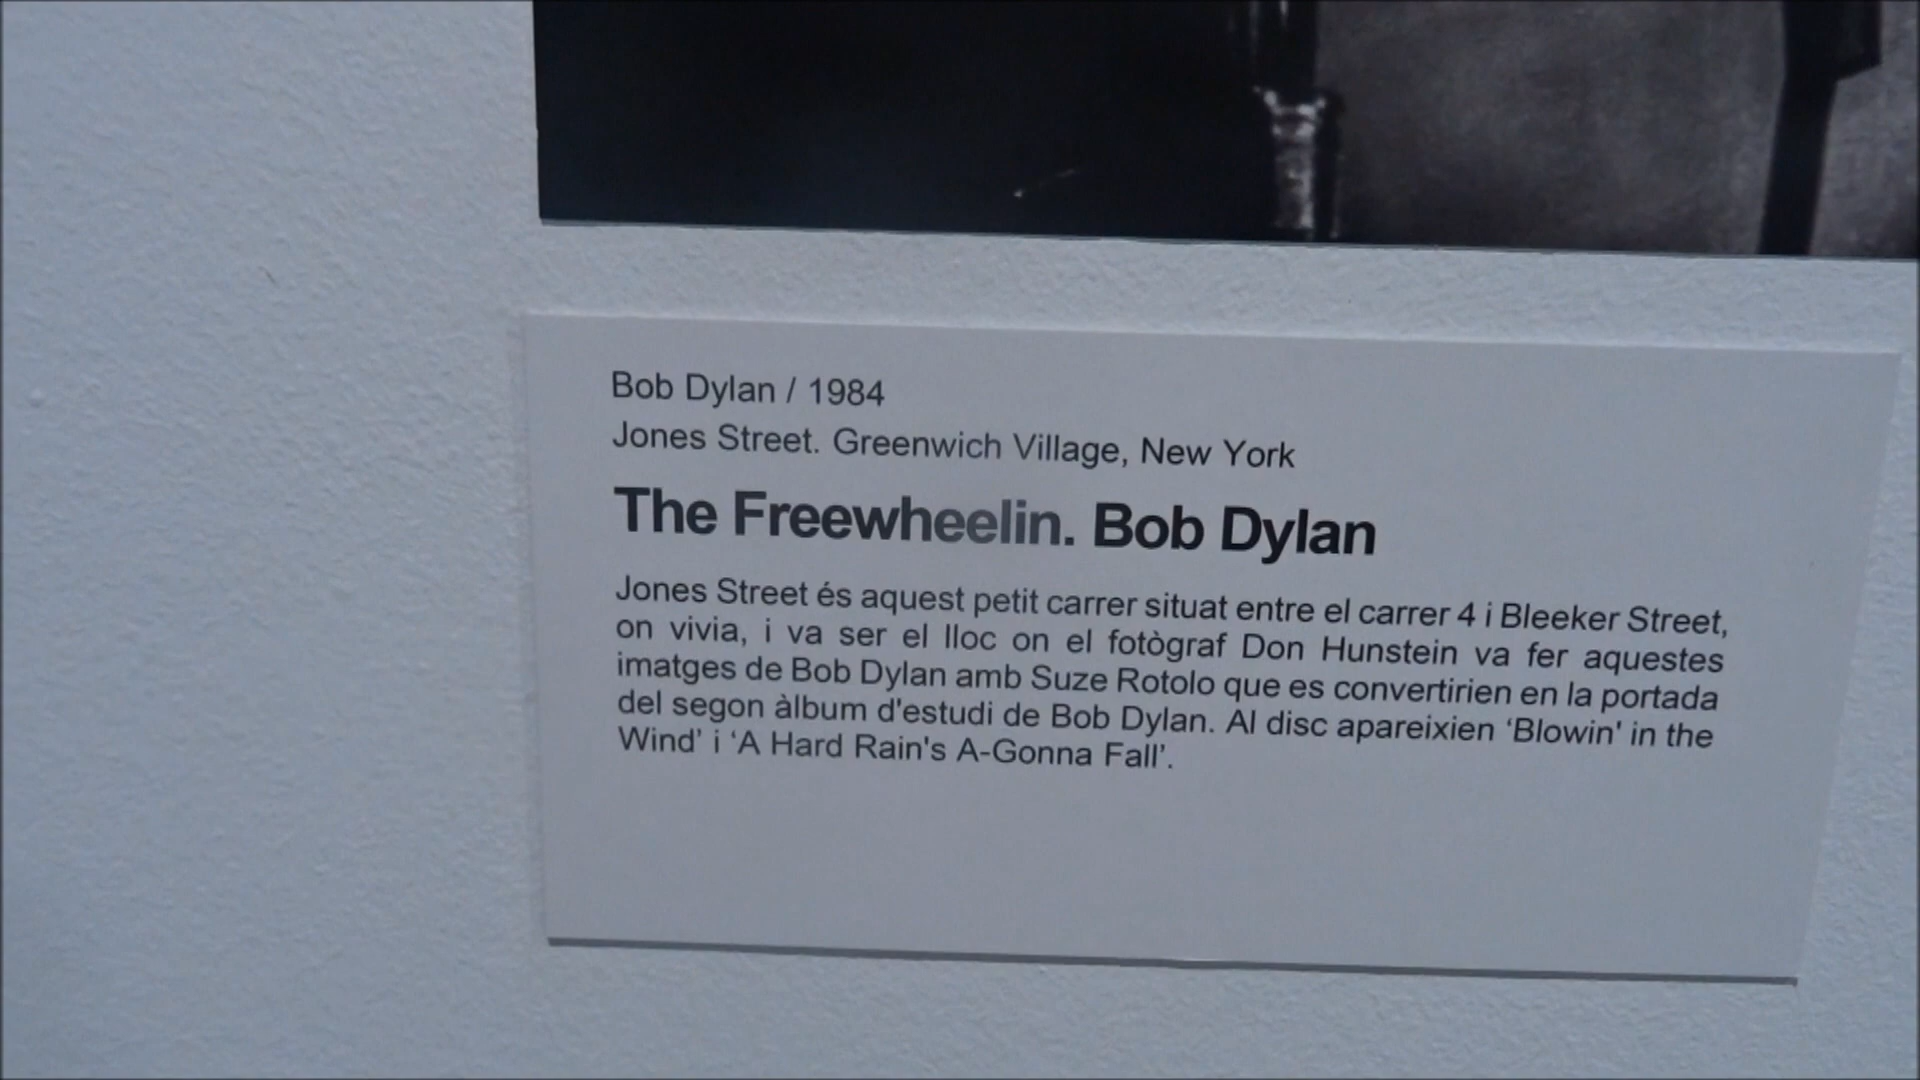 Bob Dylan / 1984
Jones Street. Greenwich Village, New York
The Freewheelin. Bob Dylan
Jones Street és aquest petit carrer situat entre el carrer 4 i Bleeker Street,
on vivia, i va ser el lloc on el fotògraf Don Hunstein va fer aquestes
imatges de Bob Dylan amb Suze Rotolo que es convertirien en la portada
del segon àlbum d'estudi de Bob Dylan. Al disc apareixien ‘Blowin' in the
Wind’ i ‘A Hard Rain's A-Gonna Fall’.